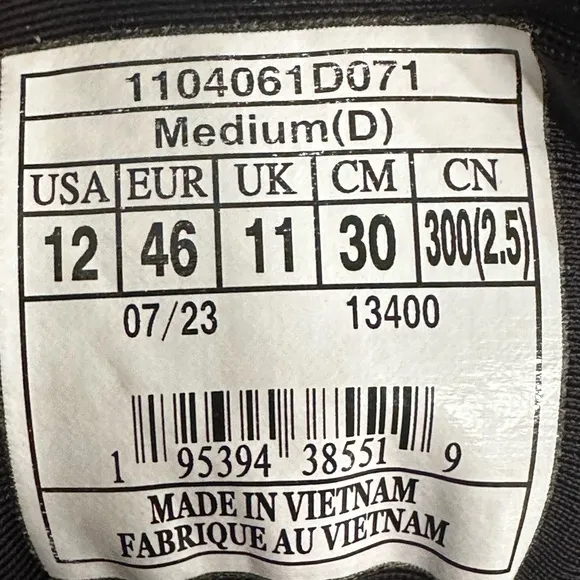 1104061D071
Medium(D)
USA EUR UK CM CN
12 46 11 30 300(2.5)
07/23 13400
1 95394 38551 9
MADE IN VIETNAM
FABRIQUE AU VIETNAM